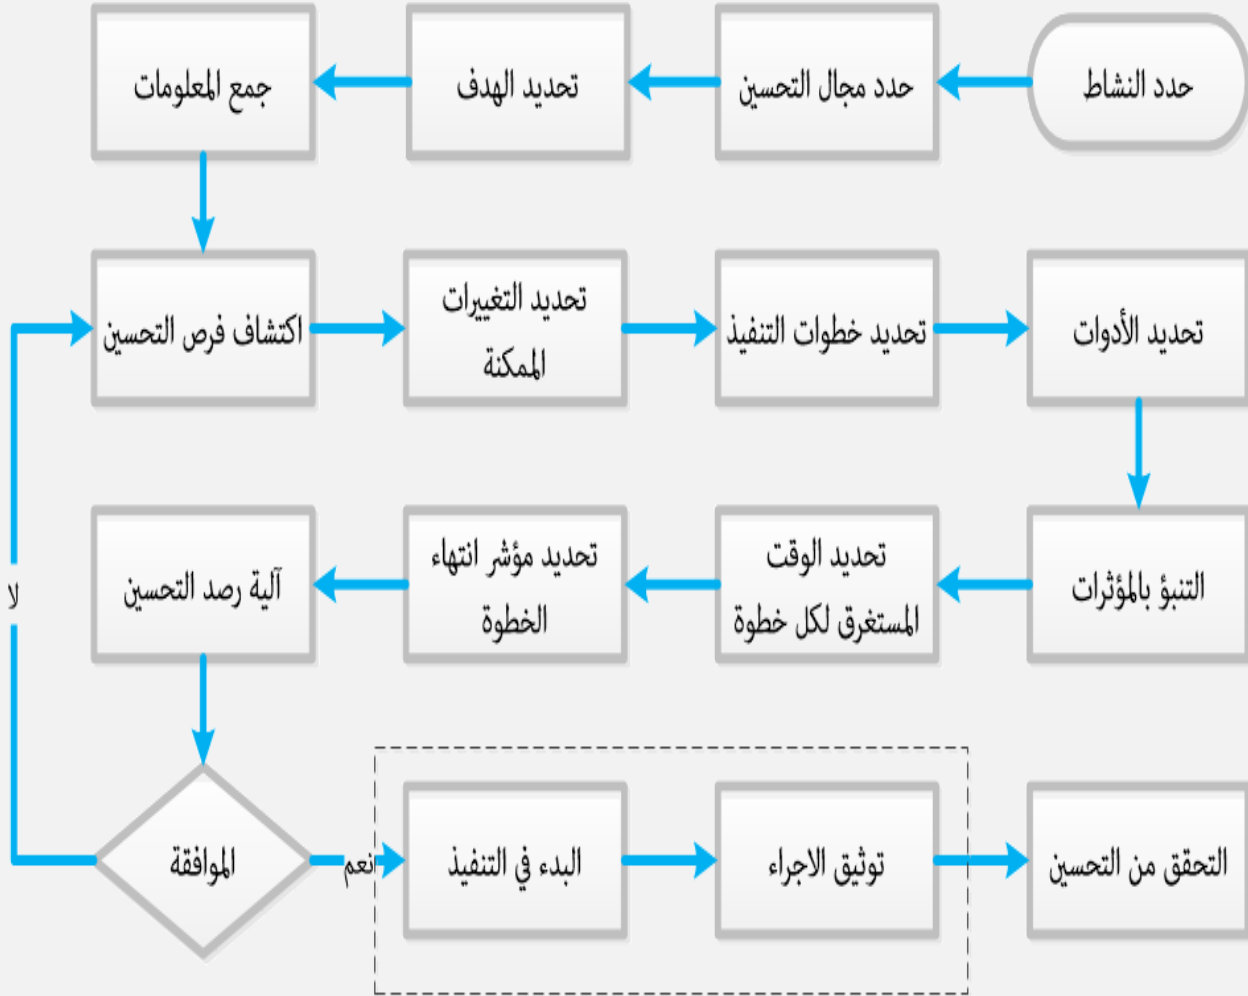 حدد النشاط
حدد مجال التحسين
تحديد الهدف
جمع المعلومات
اكتشاف فرص التحسين
تحديد التغييرات
الممكنة
تحديد خطوات التنفيذ
تحديد الأدوات
التنبؤ بالمؤثرات
تحديد الوقت
المستغرق لكل خطوة
تحديد مؤشر انتهاء
الخطوة
آلية رصد التحسين
لا
الموافقة
نعم
البدء في التنفيذ
توثيق الاجراء
التحقق من التحسين